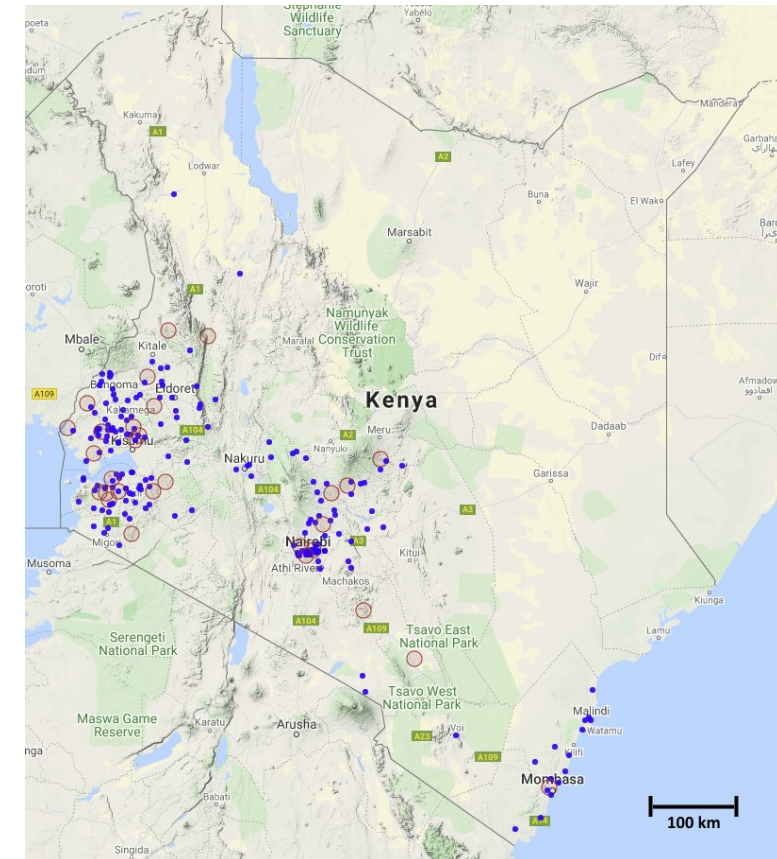 Stephanie
Wildlife
Sanctuary
Yabēlo
Kakuma
A1
Mandera
Garbaha
A2
Lafey
Lodwar
Buna
El Wak
Marsabit
A1
Wajir
Namunyak
Wildlife
Conservation
Trust
Mbale
Kitale
Maralal
Dif
Bungoma
Eldoret
Kenya
Afmadow
أفمادوو
A109
Kakamega
Dadaab
Kisumu
A104
A2
Meru
Nakuru
Nanyuki
Garissa
A104
A3
A1
Nairobi
A3
Migori
Kitui
Musoma
Athi River
Machakos
Kiunga
A104
A109
Lamu
Serengeti
National Park
Tsavo East
National Park
Tsavo West
National Park
Maswa Game
Reserve
Karatu
Arusha
Malindi
Watamu
A23
Voi
Kilifi
A109
Mombasa
Babati
100 km
Singida